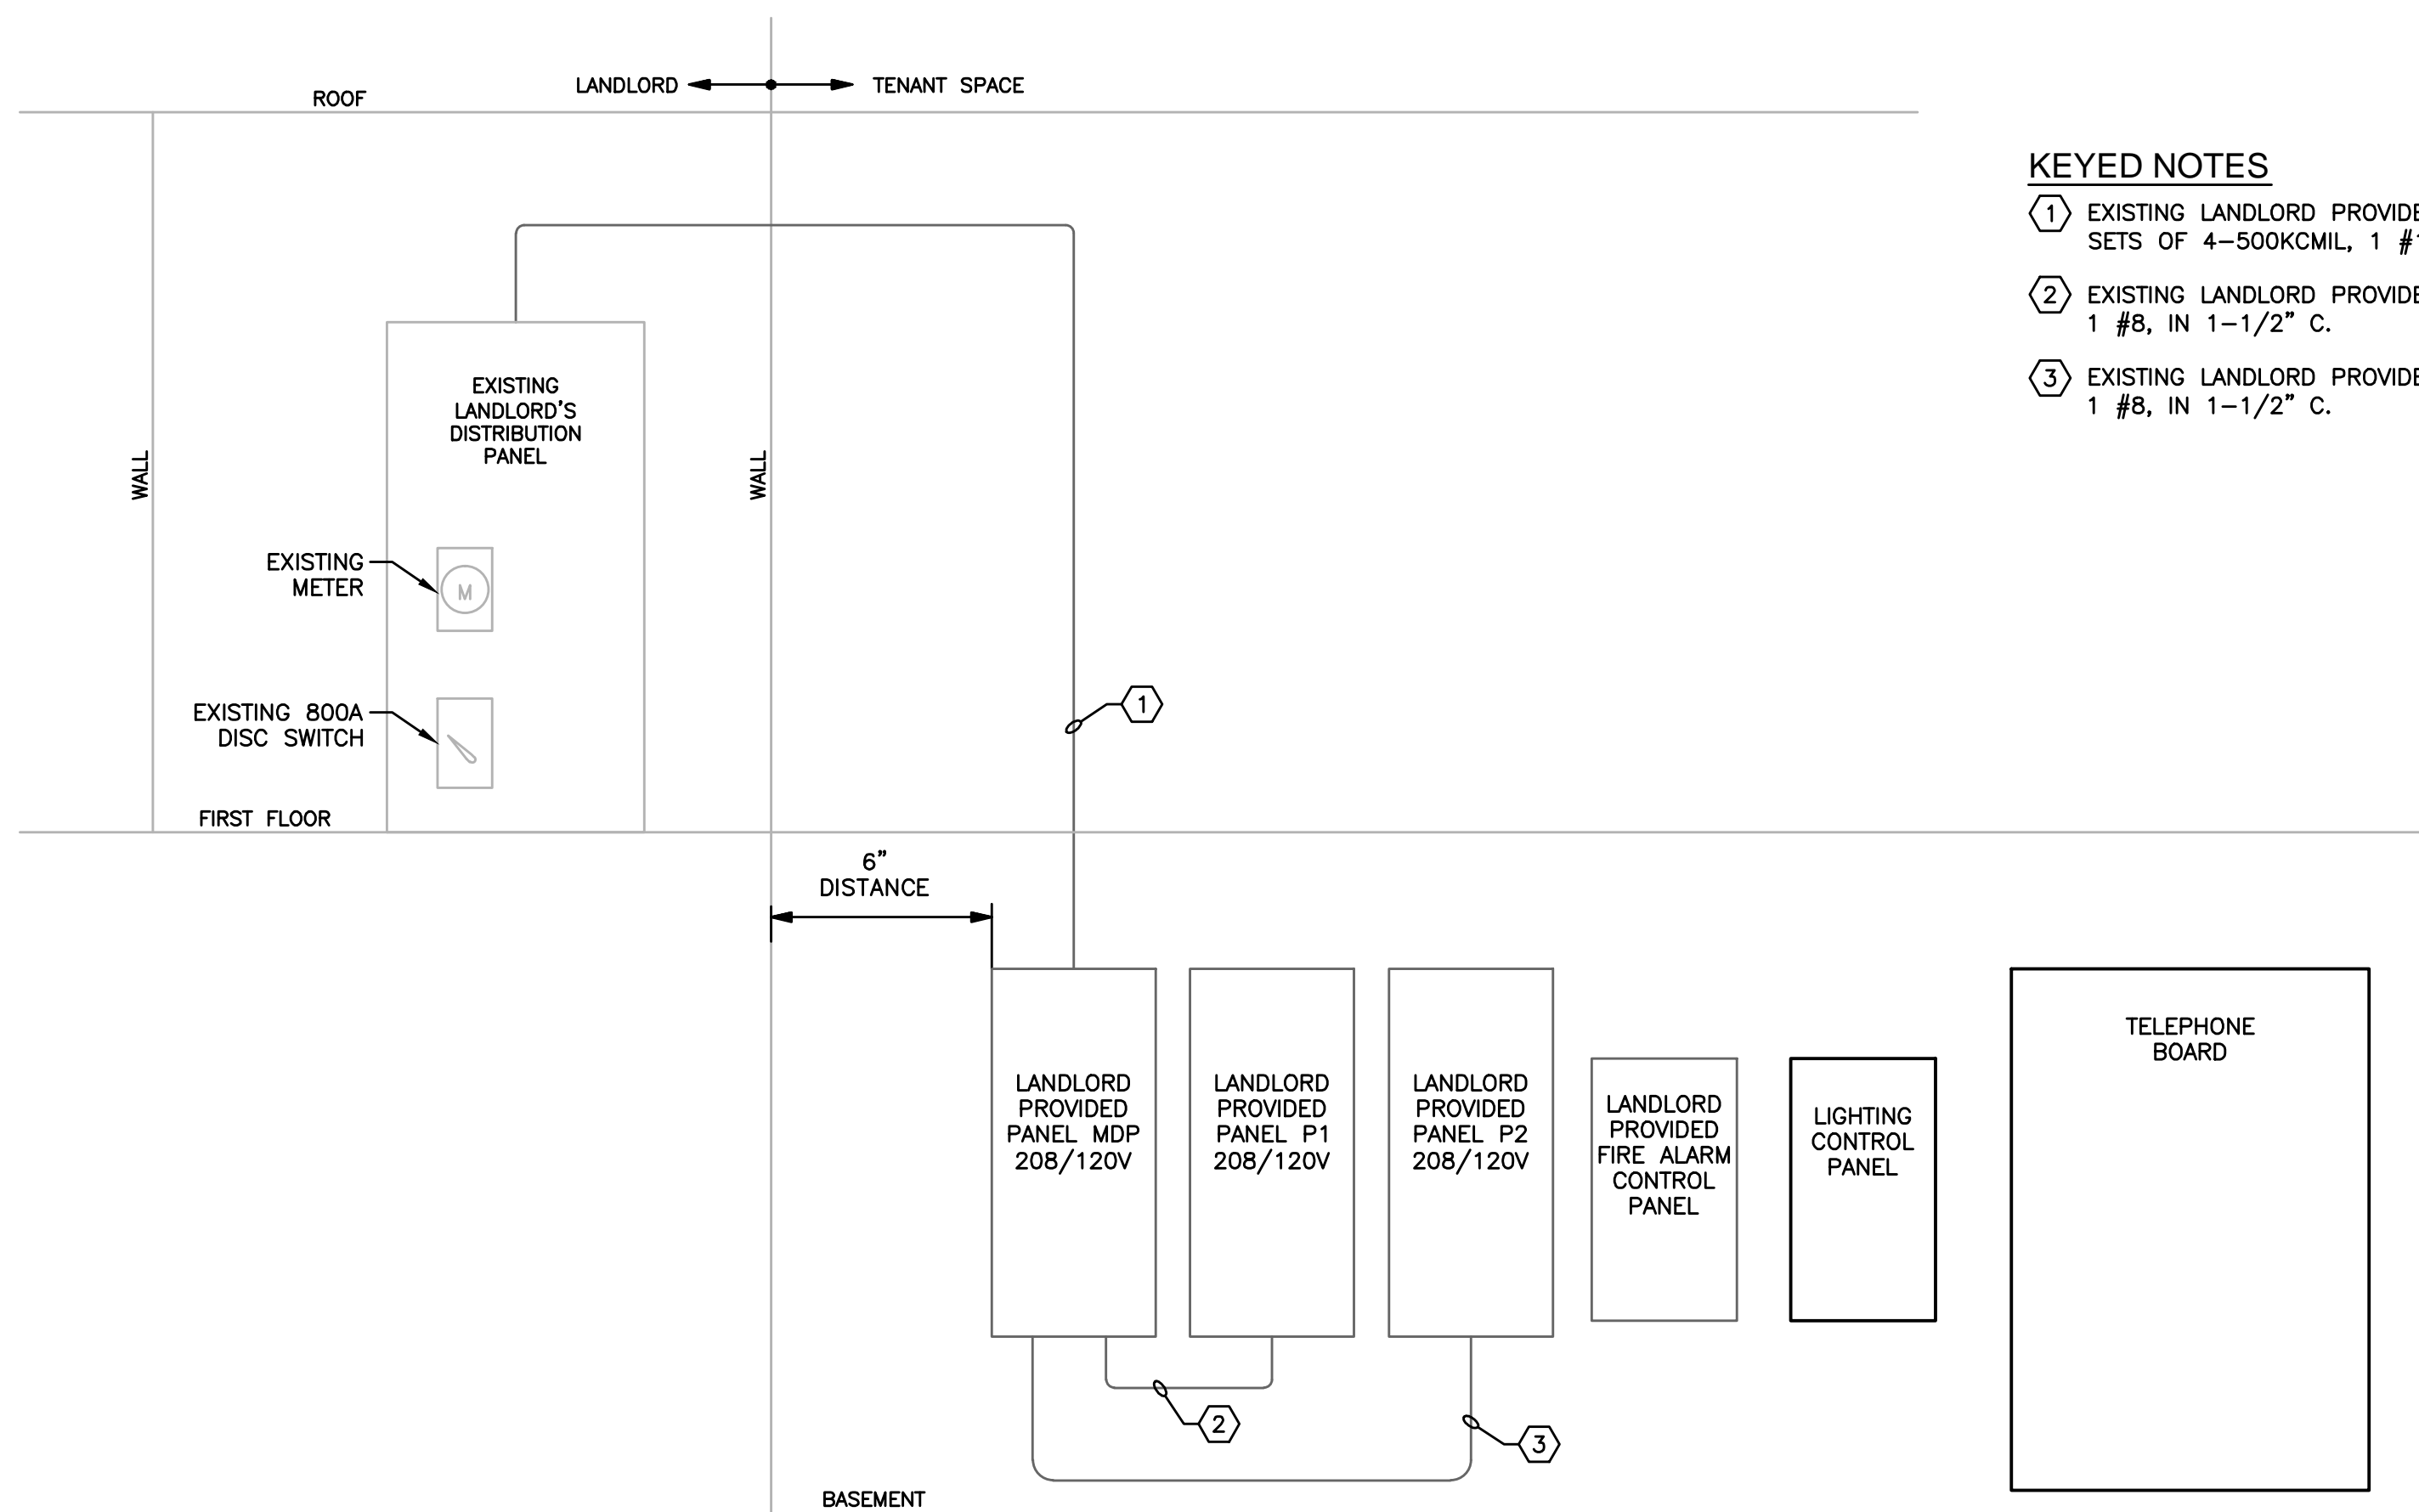 LANDLORD
TENANT SPACE
ROOF
KEYED NOTES
1 EXISTING LANDLORD
SETS OF 4-500KCMIL, 1
2 EXISTING LANDLORD
1 #8, IN 1-1/2" C.
3 EXISTING LANDLORD
1 #8, IN 1-1/2" C.
EXISTING
LANDLORD'S
DISTRIBUTION
PANEL
WALL
WALL
EXISTING
METER
M
EXISTING 800A
DISC SWITCH
1
FIRST FLOOR
6"
DISTANCE
LANDLORD
PROVIDED
PANEL MDP
208/120V
LANDLORD
PROVIDED
PANEL P1
208/120V
LANDLORD
PROVIDED
PANEL P2
208/120V
LANDLORD
PROVIDED
FIRE ALARM
CONTROL
PANEL
LIGHTING
CONTROL
PANEL
TELEPHONE
BOARD
2
3
BASEMENT